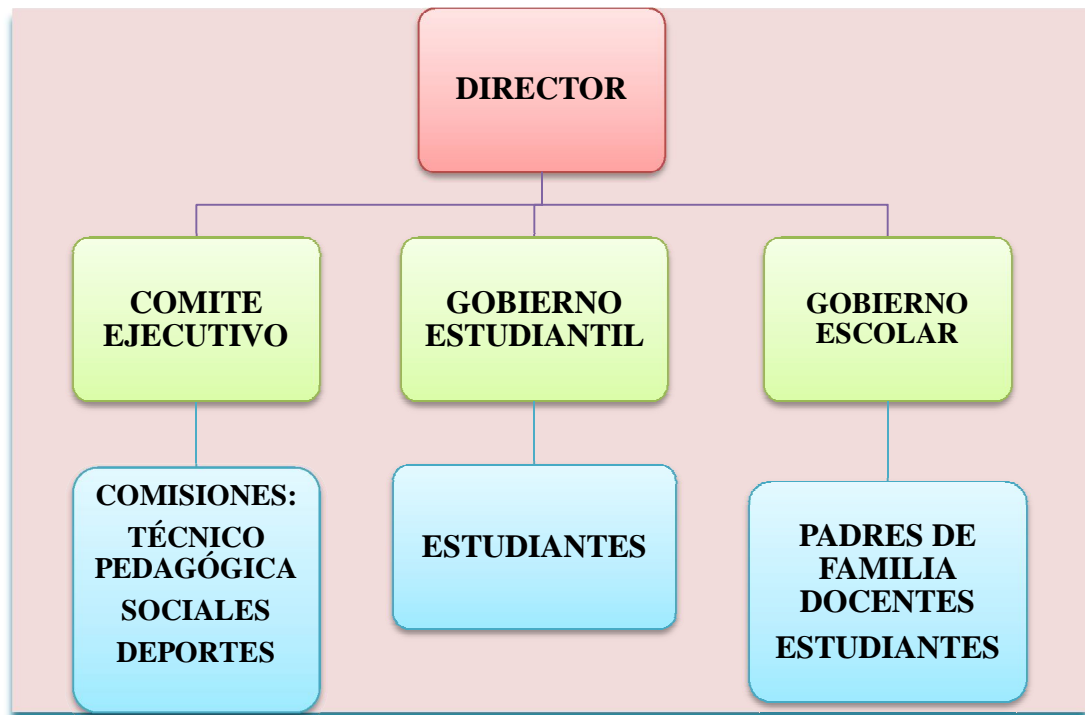 DIRECTOR
COMITE
EJECUTIVO
GOBIERNO
ESTUDIANTIL
GOBIERNO
ESCOLAR
COMISIONES:
TÉCNICO
PEDAGÓGICA
SOCIALES
DEPORTES
ESTUDIANTES
PADRES DE
FAMILIA
DOCENTES
ESTUDIANTES